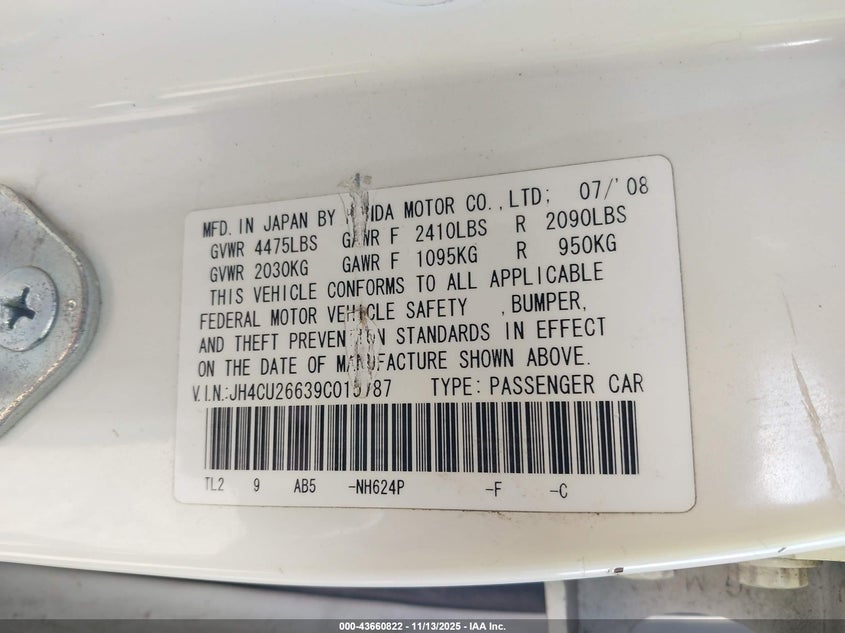 MFD. IN JAPAN BY HONDA MOTOR CO., LTD; 07/'08
GVWR 4475LBS GAWR F 2410LBS R 2090LBS
GVWR 2030KG GAWR F 1095KG R 950KG
THIS VEHICLE CONFORMS TO ALL APPLICABLE
FEDERAL MOTOR VEHICLE SAFETY , BUMPER,
AND THEFT PREVENTION STANDARDS IN EFFECT
ON THE DATE OF MANUFACTURE SHOWN ABOVE.
V.I.N.: TYPE: PASSENGER CAR
TL2 9 AB5 -NH624P -F -C
000-43660822 - 11/13/2025 - IAA Inc.